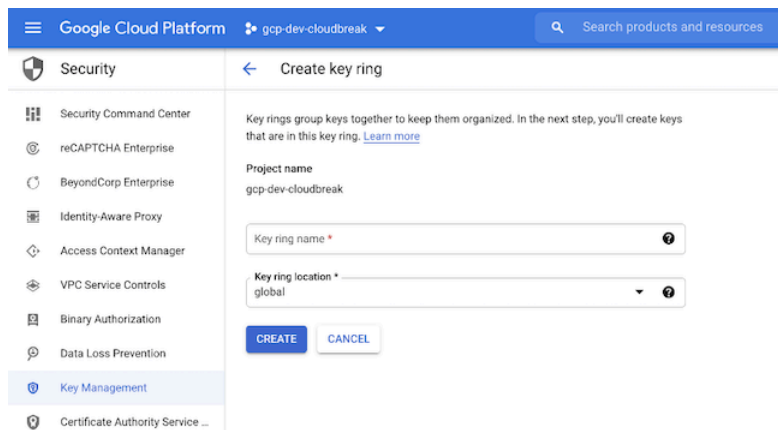 Google Cloud Platform
gcp-dev-cloudbreak
Search products and resources
Security
Create key ring
Security Command Center
reCAPTCHA Enterprise
BeyondCorp Enterprise
Identity-Aware Proxy
Access Context Manager
VPC Service Controls
Binary Authorization
Data Loss Prevention
Key Management
Certificate Authority Service ...
Key rings group keys together to keep them organized. In the next step, you'll create keys
that are in this key ring. Learn more
Project name
gcp-dev-cloudbreak
Key ring name *
Key ring location *
global
CREATE
CANCEL